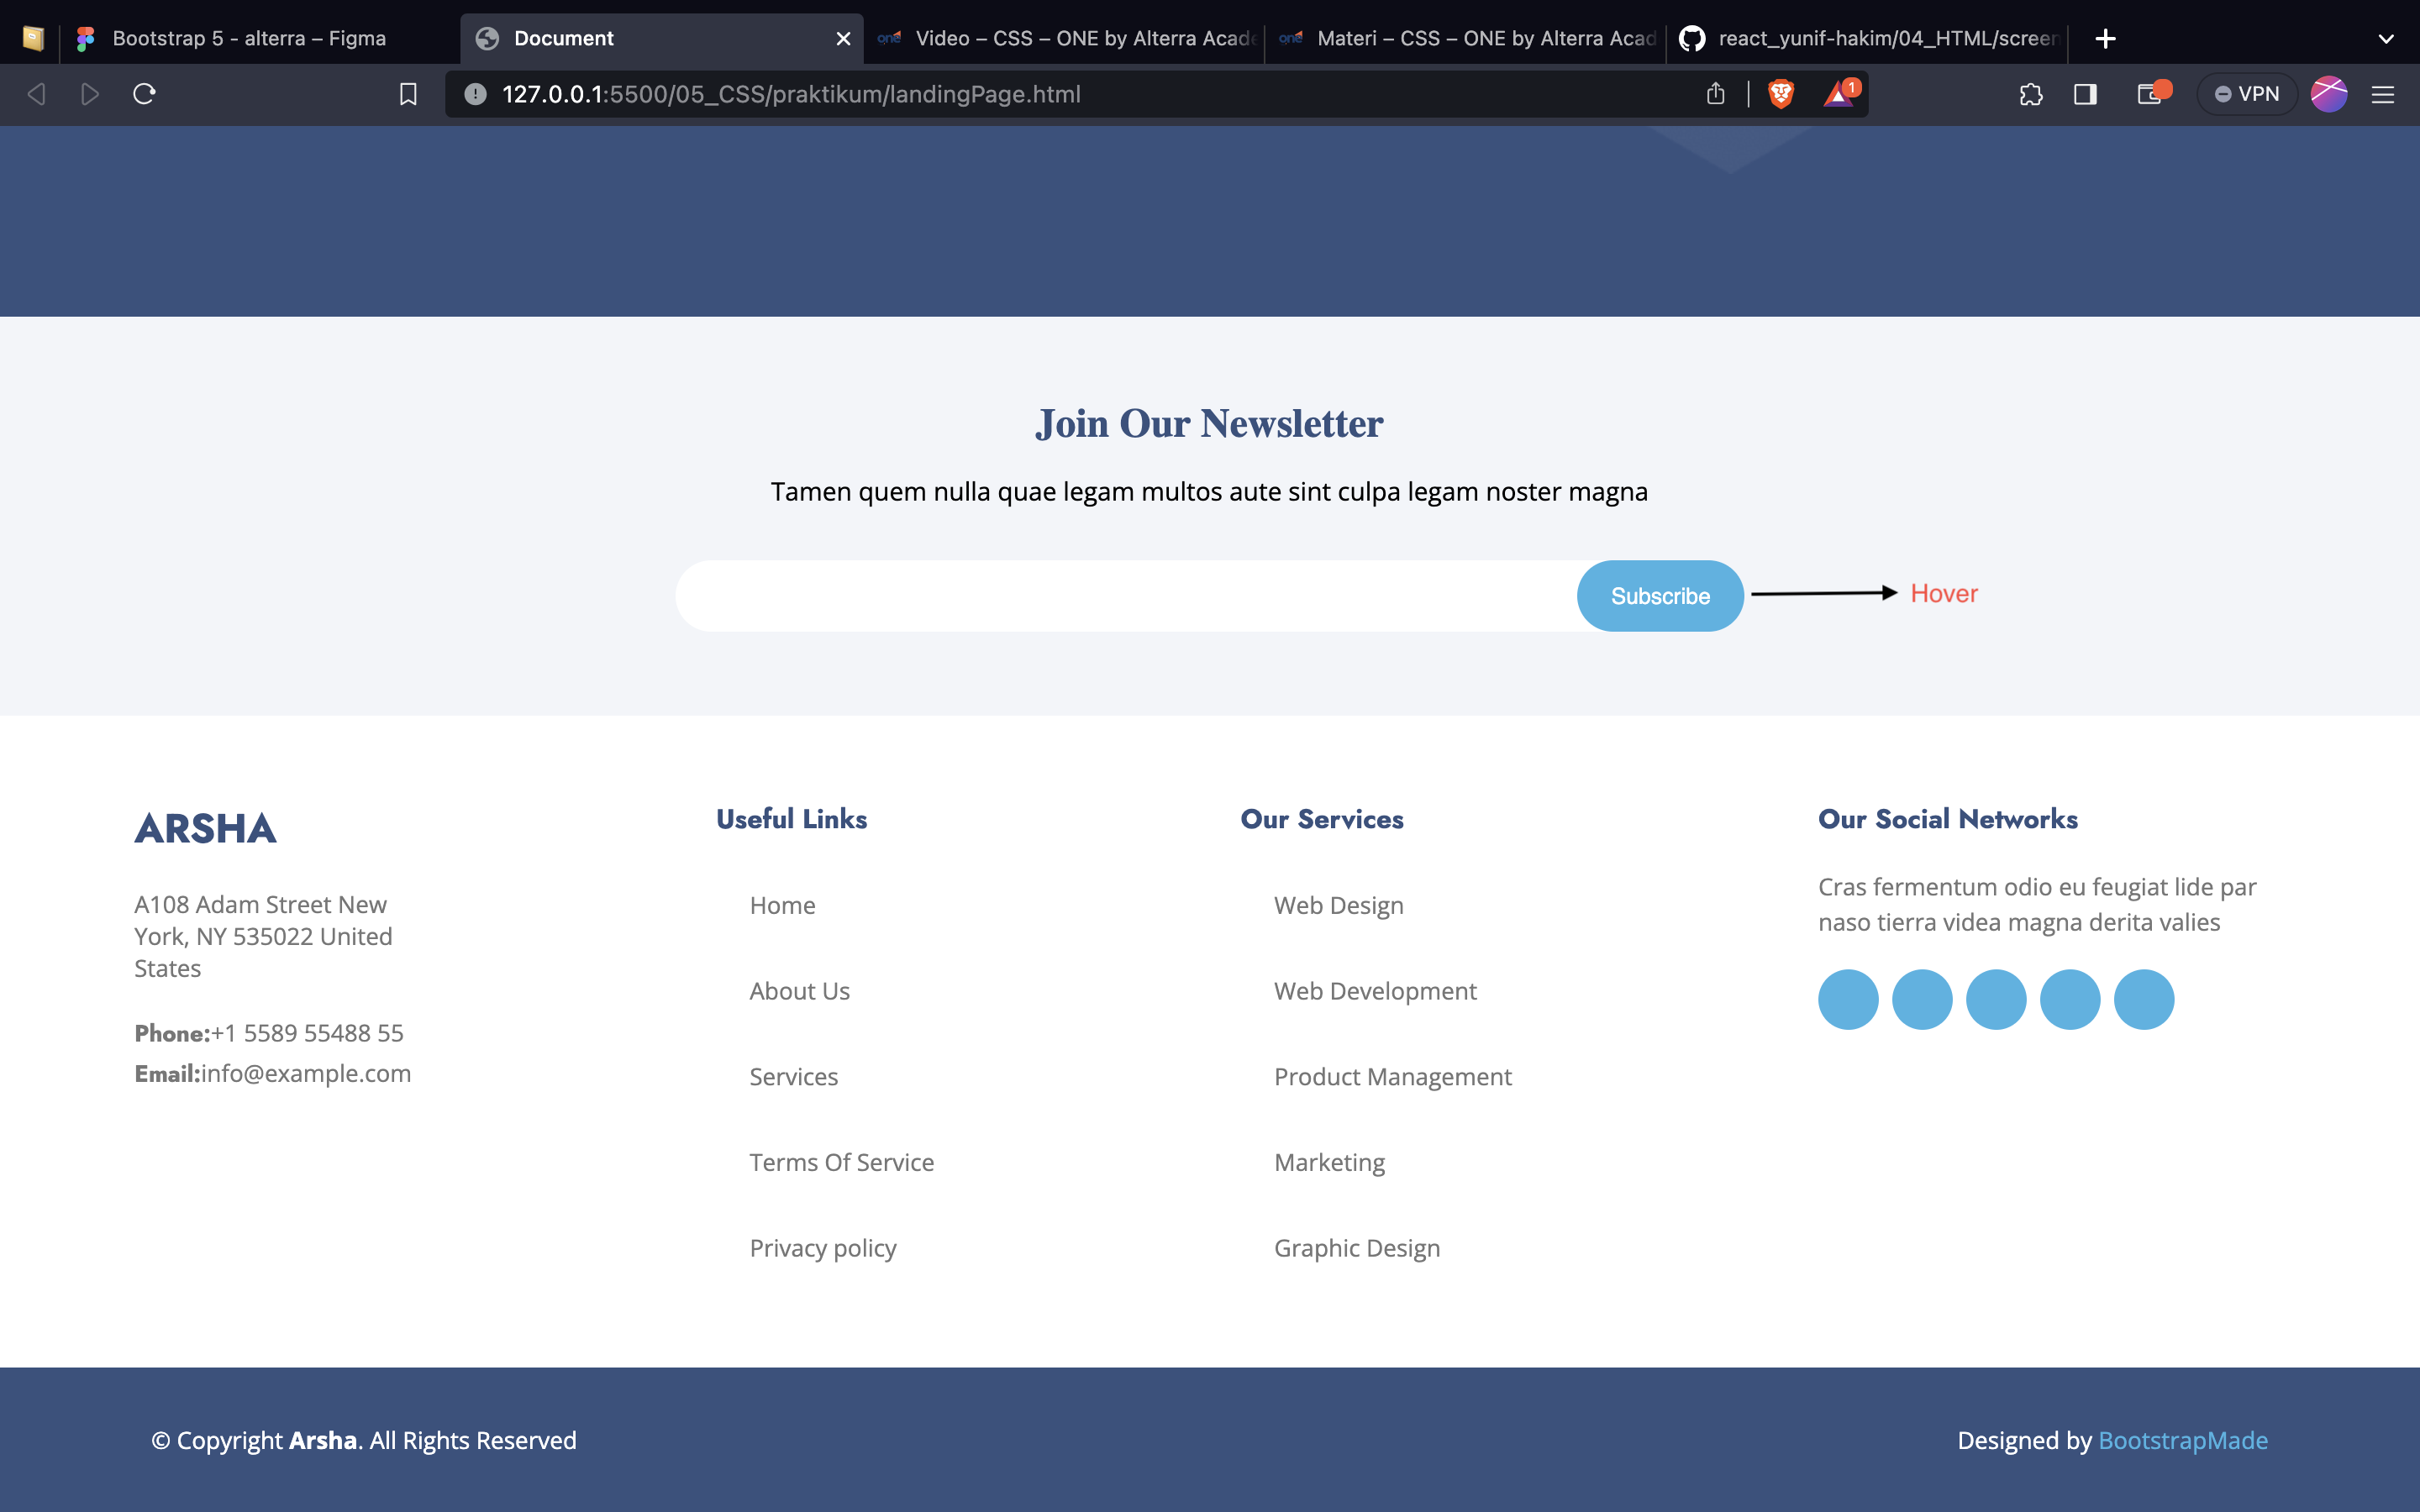 Bootstrap 5 - alterra – Figma
Document
one
Video – CSS – ONE by Alterra Acade
one
Materi – CSS – ONE by Alterra Acad
react_yunif-hakim/04_HTML/screen
127.0.0.1:5500/05_CSS/praktikum/landingPage.html
1
VPN
Join Our Newsletter
Tamen quem nulla quae legam multos aute sint culpa legam noster magna
Subscribe
Hover
ARSHA
A108 Adam Street New
York, NY 535022 United
States
Phone:+1 5589 55488 55
Email:info@example.com
Useful Links
Home
About Us
Services
Terms Of Service
Privacy policy
Our Services
Web Design
Web Development
Product Management
Marketing
Graphic Design
Our Social Networks
Cras fermentum odio eu feugiat lide par
naso tierra videa magna derita valies
© Copyright Arsha. All Rights Reserved
Designed by BootstrapMade